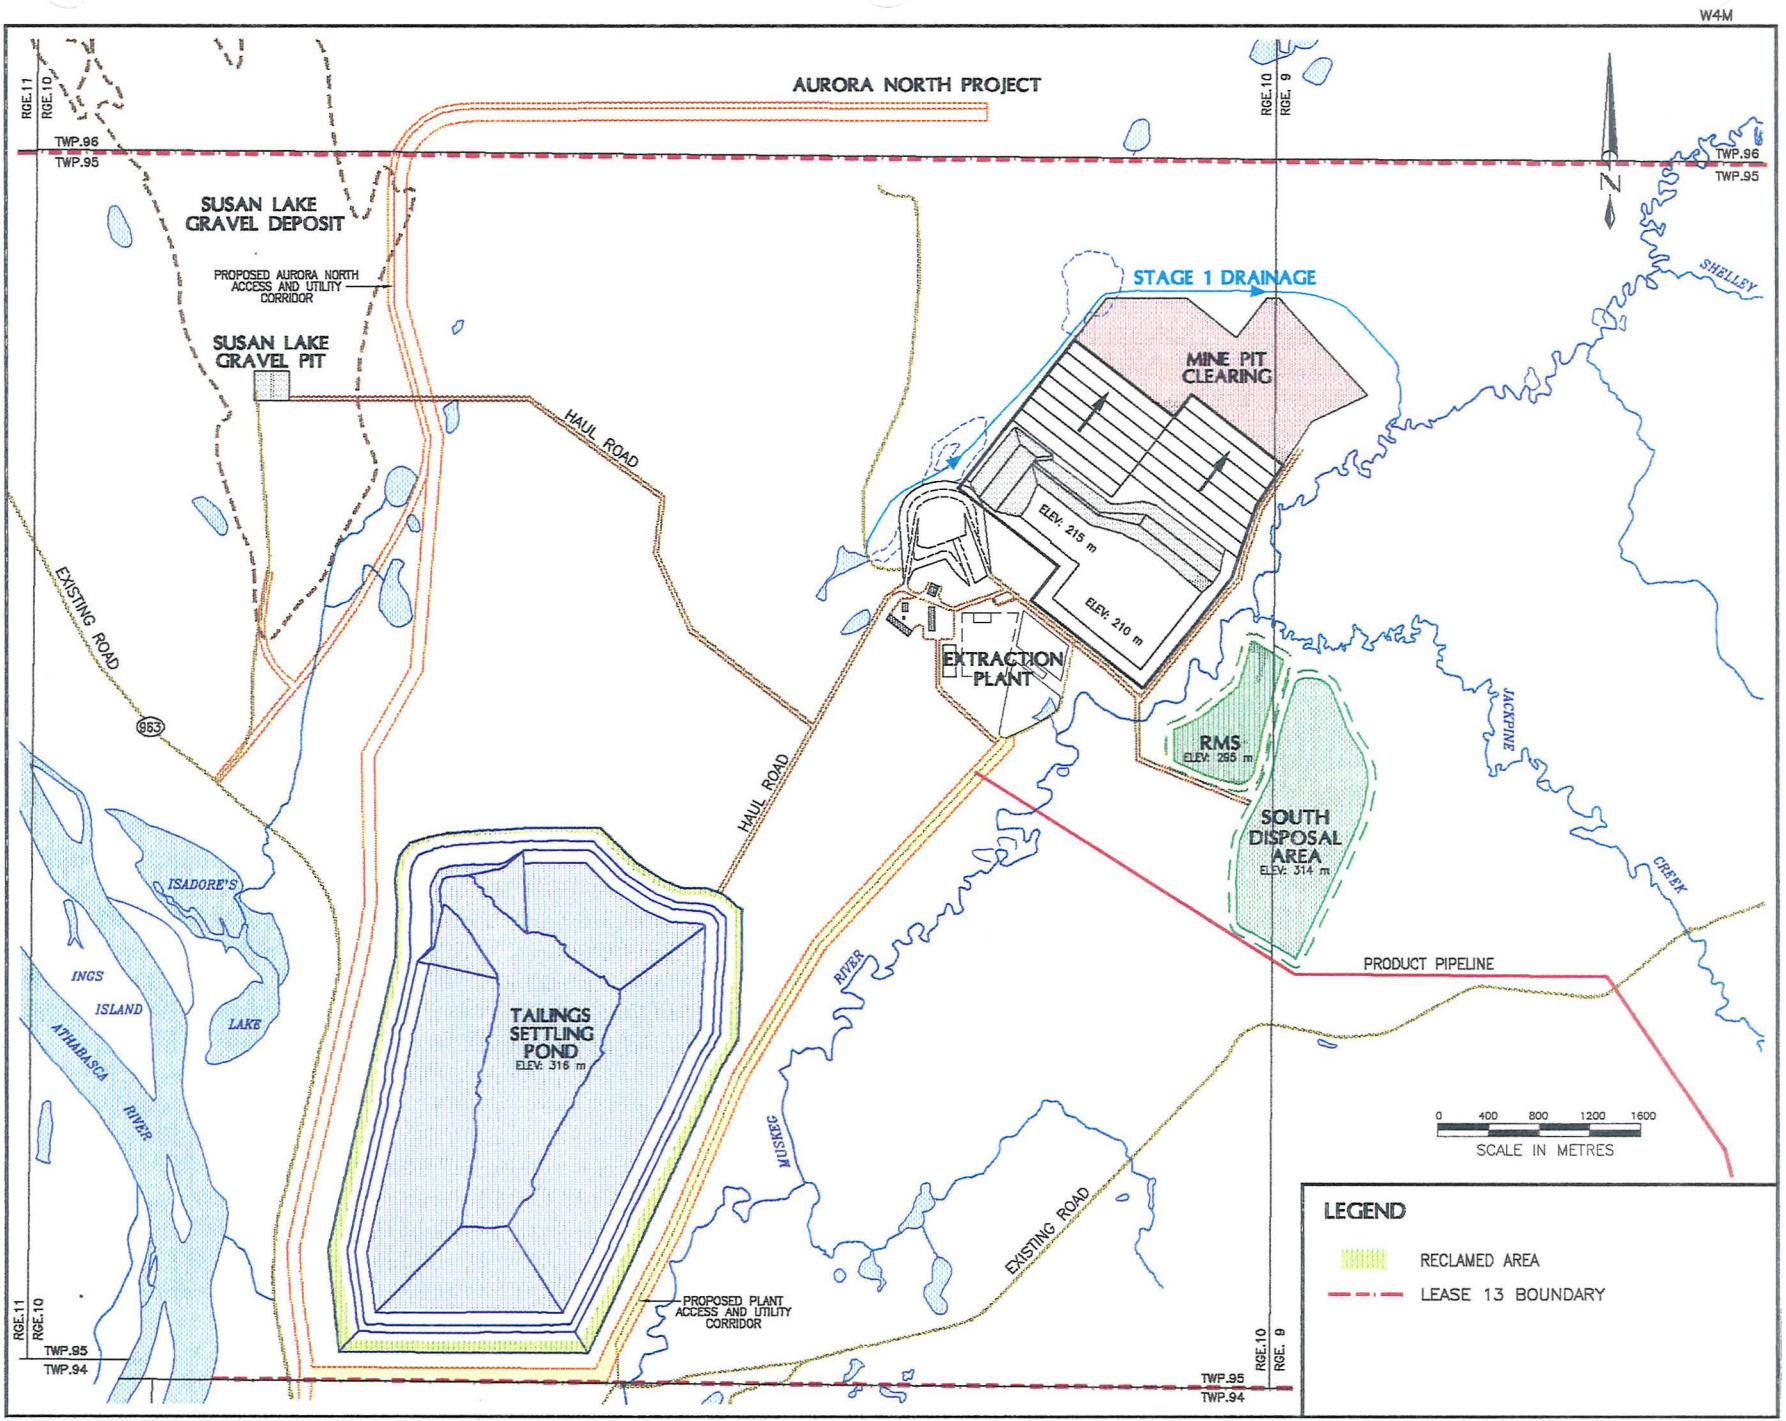 W4M
AURORA NORTH PROJECT
RGE.11
RGE.10
RGE.10
RGE. 9
TWP.96
TWP.95
TWP.96
TWP.95
N
SUSAN LAKE
GRAVEL DEPOSIT
PROPOSED AURORA NORTH
ACCESS AND UTILITY
CORRIDOR
SHELLEY
STAGE 1 DRAINAGE
SUSAN LAKE
GRAVEL PIT
MINE PIT
CLEARING
HAUL ROAD
ELEV: 215 m
EXISTING ROAD
ELEV: 210 m
EXTRACTION
PLANT
963
JACKPINE
CREEK
RMS
ELEV: 295 m
HAUL ROAD
SOUTH
DISPOSAL
AREA
ELEV: 314 m
ISADORE'S
LAKE
INGS
ISLAND
ATHABASCA
RIVER
RIVER
MUSKEG
PRODUCT PIPELINE
TAILINGS
SETTLING
POND
ELEV: 316 m
0 400 800 1200 1600
SCALE IN METRES
EXISTING ROAD
PROPOSED PLANT
ACCESS AND UTILITY
CORRIDOR
RGE.11
RGE.10
TWP.95
TWP.94
RGE.10
RGE. 9
TWP.95
TWP.94
LEGEND
RECLAIMED AREA
LEASE 13 BOUNDARY